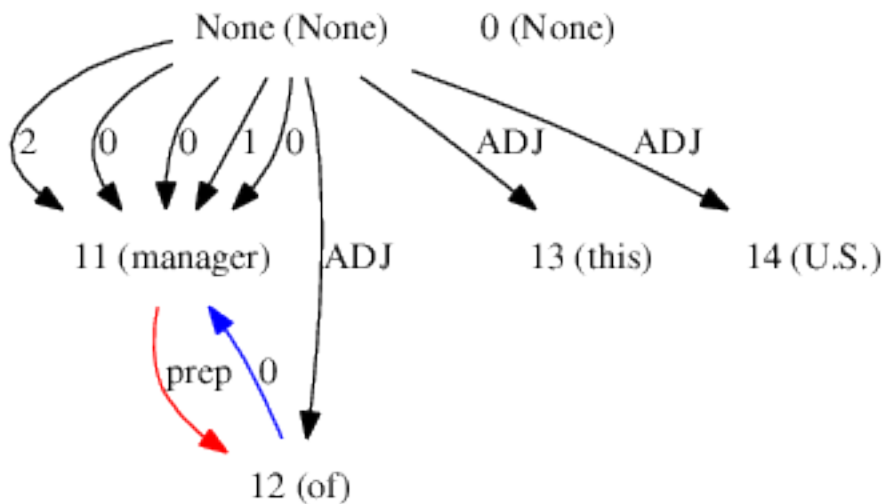 None (None) 0 (None)
2 0 0 1 0 ADJ ADJ
11 (manager) ADJ 13 (this) 14 (U.S.)
prep 0
12 (of)